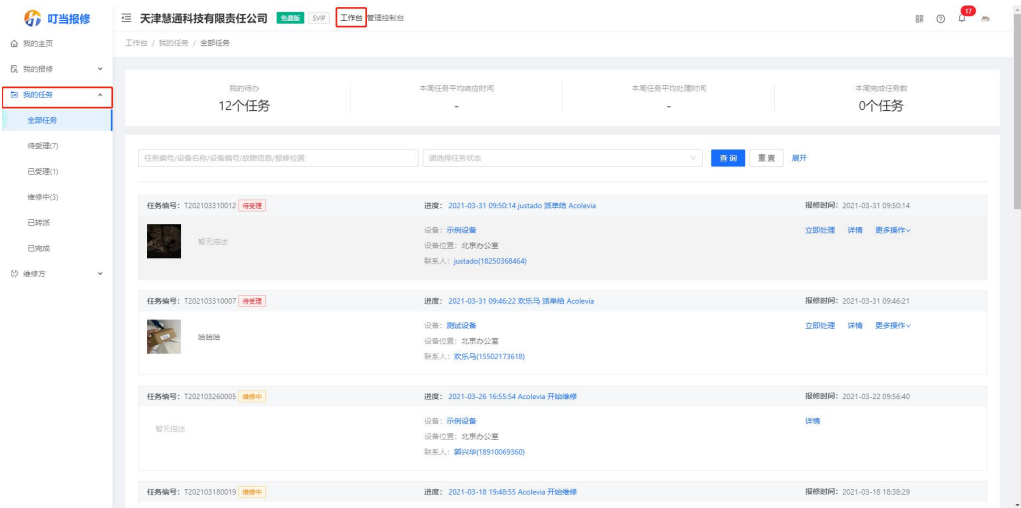 叮当报修
天津慧通科技有限责任公司 免费版 SVIP 工作台 管理控制台
17
我的主页
工作台 / 我的任务 / 全部任务
我的报修
我的任务
全部任务
待受理(7)
已受理(1)
维修中(3)
已转派
已完成
维修方
我的待办
12个任务
本周任务平均响应时间
-
本周任务平均处理时间
-
本周完成任务数
0个任务
任务编号/设备名称/设备编号/故障信息/报修位置
请选择任务状态
查 询 重 置 展开
任务编号: T202103310012 待受理 进度: 2021-03-31 09:50:14 justado 派单给 Acolevia 报修时间: 2021-03-31 09:50:14
暂无描述
设备: 示例设备
设备位置: 北京办公室
联系人: justado(18250368464)
立即处理 详情 更多操作
任务编号: T202103310007 待受理 进度: 2021-03-31 09:46:22 欢乐马 派单给 Acolevia 报修时间: 2021-03-31 09:46:21
哈哈哈
设备: 测试设备
设备位置: 北京办公室
联系人: 欢乐马(15502173618)
立即处理 详情 更多操作
任务编号: T202103260005 维修中 进度: 2021-03-26 16:55:54 Acolevia 开始维修 报修时间: 2021-03-22 09:56:40
暂无描述
设备: 示例设备
设备位置: 北京办公室
联系人: 郭兴华(18910069360)
详情
任务编号: T202103180019 维修中 进度: 2021-03-18 19:48:55 Acolevia 开始维修 报修时间: 2021-03-18 18:38:29